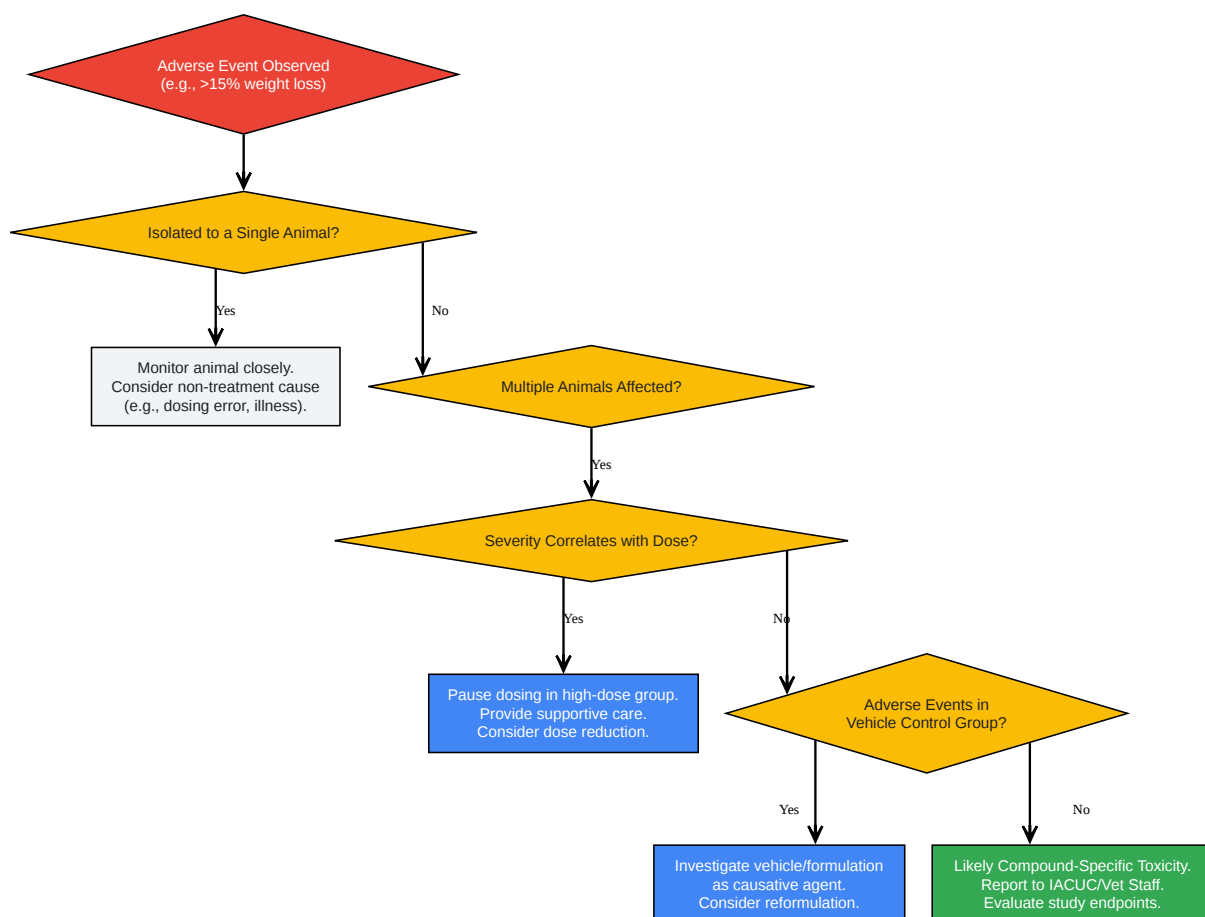 Adverse Event Observed
(e.g., >15% weight loss)
Isolated to a Single Animal?
Yes
No
Monitor animal closely.
Consider non-treatment cause
(e.g., dosing error, illness).
Multiple Animals Affected?
Yes
Severity Correlates with Dose?
Yes
No
Pause dosing in high-dose group.
Provide supportive care.
Consider dose reduction.
Adverse Events in
Vehicle Control Group?
Yes
No
Investigate vehicle/formulation
as causative agent.
Consider reformulation.
Likely Compound-Specific Toxicity.
Report to IACUC/Vet Staff.
Evaluate study endpoints.